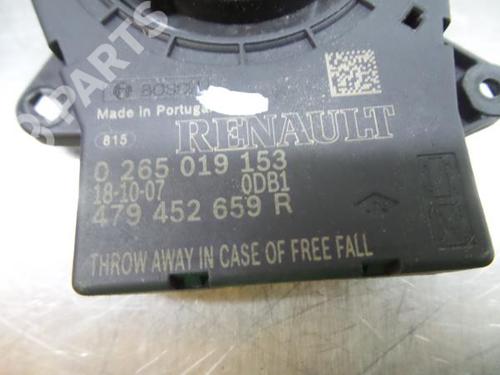 BOSCH
Made in Portugal
815
RENAULT
0 265 019 153
18-10-07 0DB1
479 452 659 R
THROW AWAY IN CASE OF FREE FALL
B PARTS